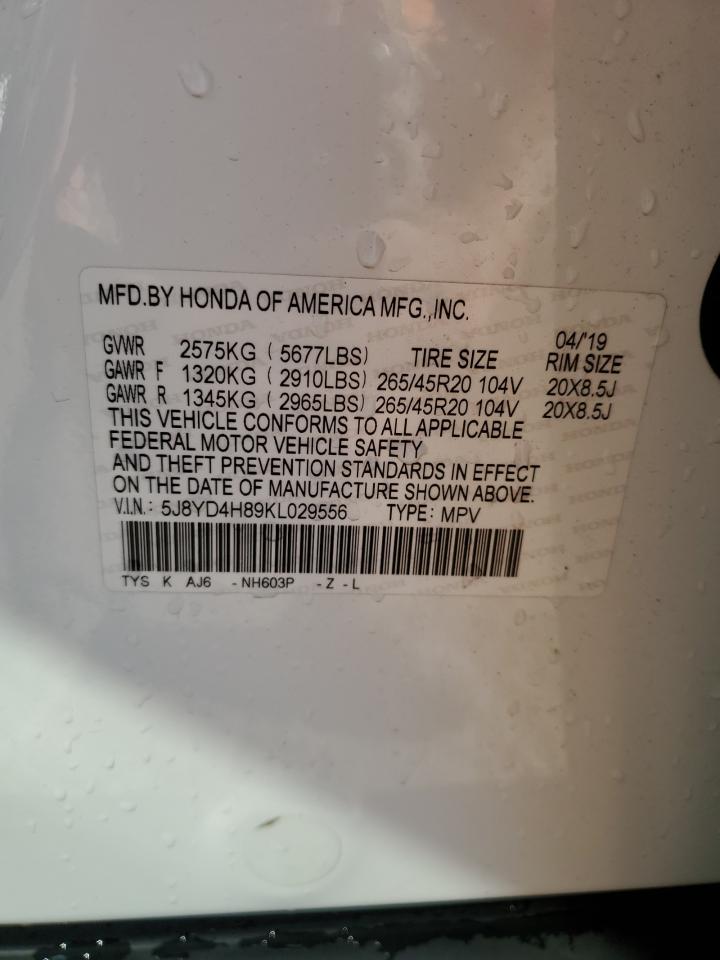 MFD.BY HONDA OF AMERICA MFG.,INC.
04/'19
GVWR 2575KG ( 5677LBS) TIRE SIZE RIM SIZE
GAWR F 1320KG ( 2910LBS) 265/45R20 104V 20X8.5J
GAWR R 1345KG ( 2965LBS) 265/45R20 104V 20X8.5J
THIS VEHICLE CONFORMS TO ALL APPLICABLE
FEDERAL MOTOR VEHICLE SAFETY
AND THEFT PREVENTION STANDARDS IN EFFECT
ON THE DATE OF MANUFACTURE SHOWN ABOVE.
V.I.N.: 5J8YD4H89KL029556 TYPE: MPV
TYS K AJ6 -NH603P -Z -L